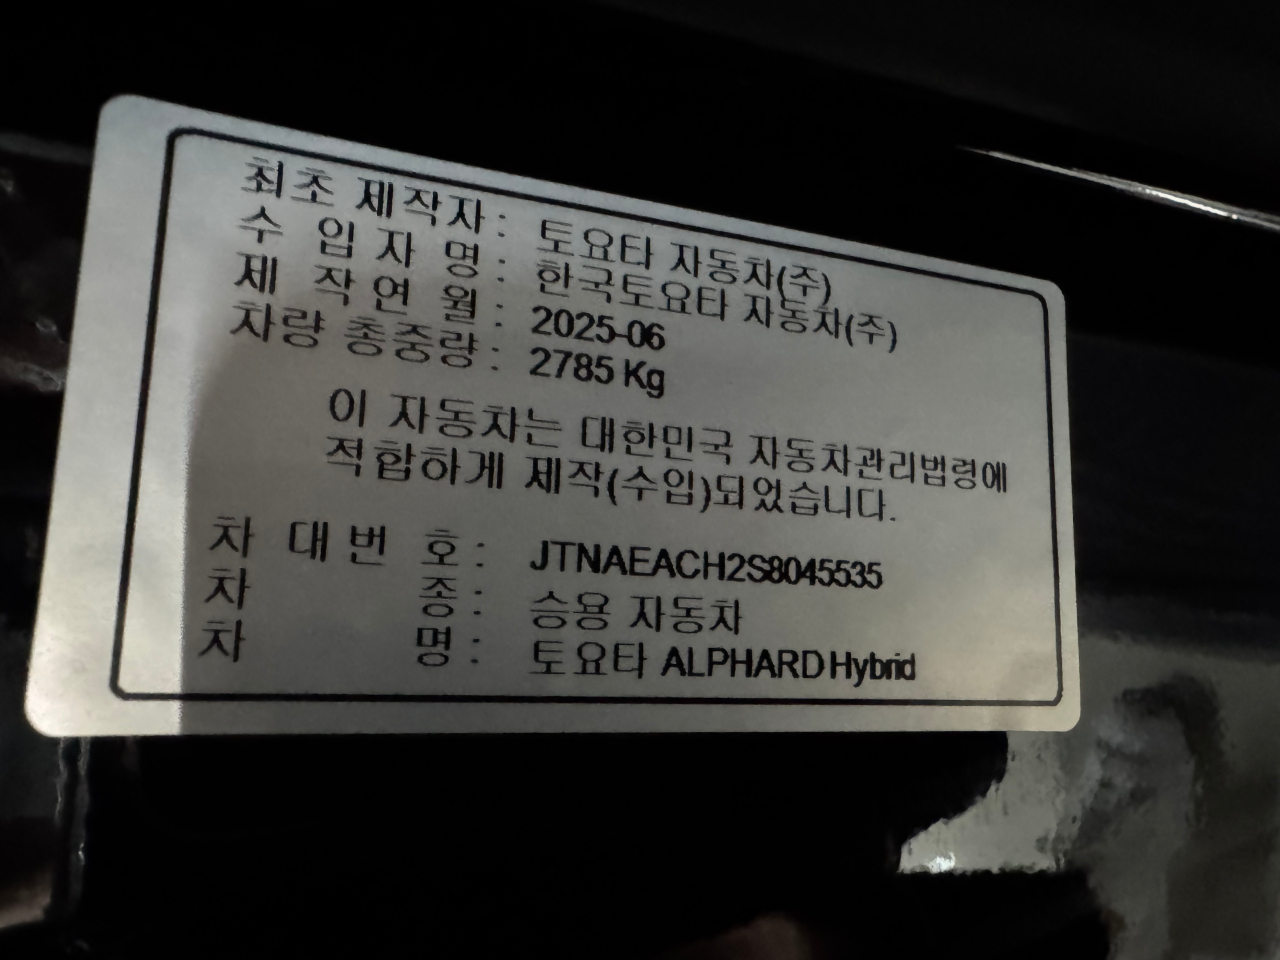 최초 제작자 : 토요타 자동차(주)
수 입 자 명 : 한국토요타 자동차(주)
제 작 연 월 : 2025-06
차량 총중량 : 2785 Kg
이 자동차는 대한민국 자동차관리법령에
적합하게 제작(수입)되었습니다.
차 대 번 호 : JTNAEACH2S8045535
차 종 : 승용 자동차
차 명 : 토요타 ALPHARD Hybrid